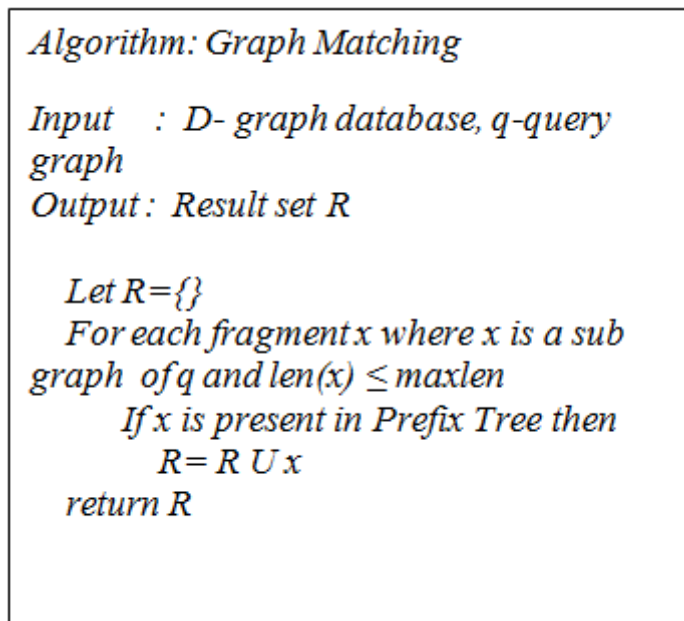 Algorithm: Graph Matching
Input : D- graph database, q-query
graph
Output : Result set R
Let R={}
For each fragment x where x is a sub
graph of q and len(x) ≤ maxlen
If x is present in Prefix Tree then
R= R U x
return R